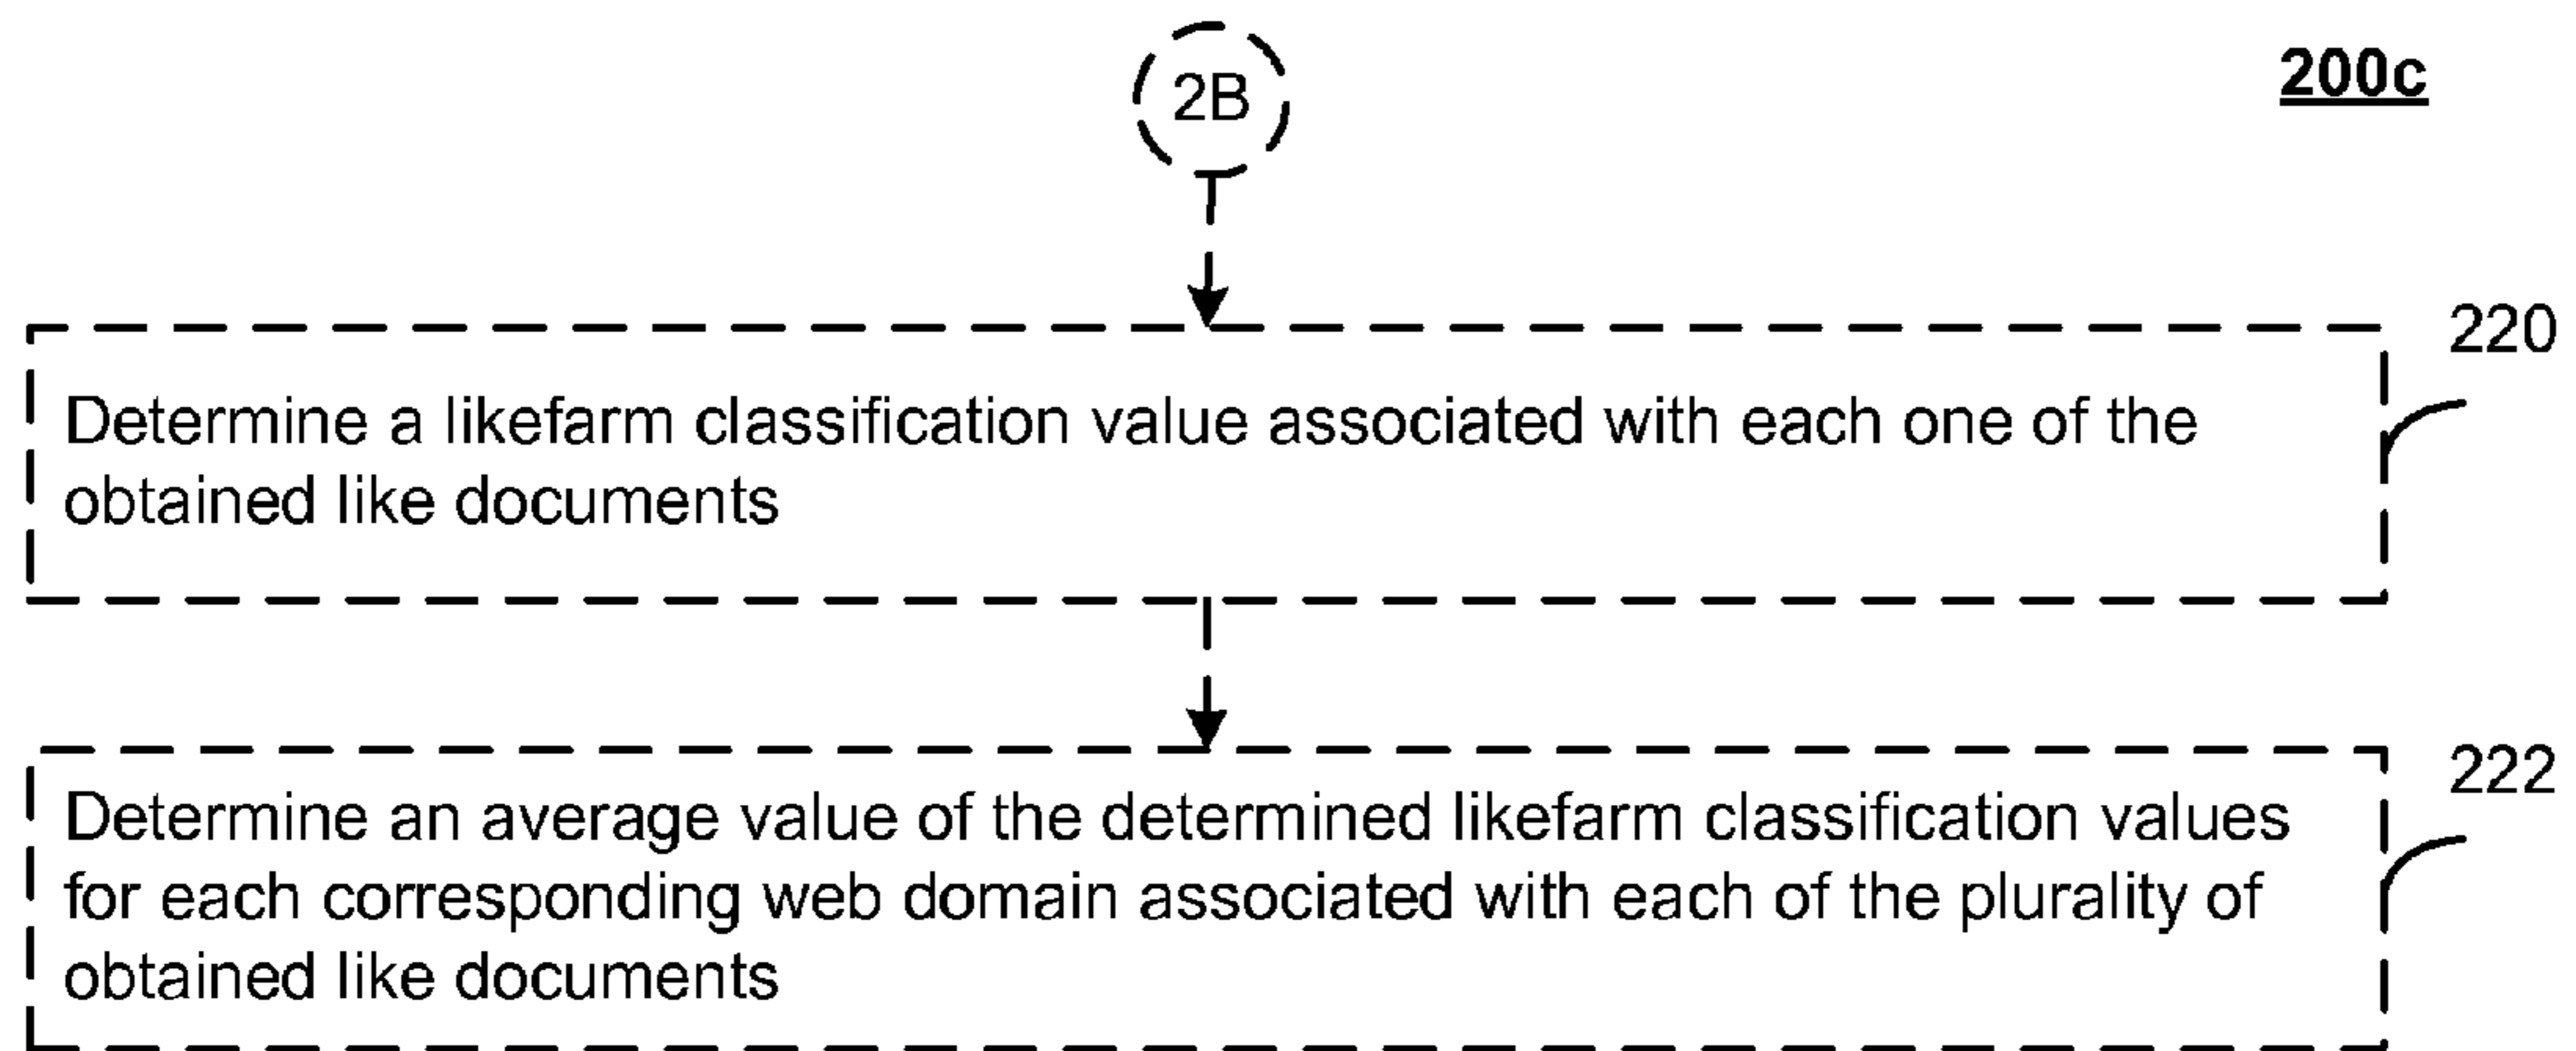 2B
200c
220
Determine a likefarm classification value associated with each one of the
obtained like documents
222
Determine an average value of the determined likefarm classification values
for each corresponding web domain associated with each of the plurality of
obtained like documents